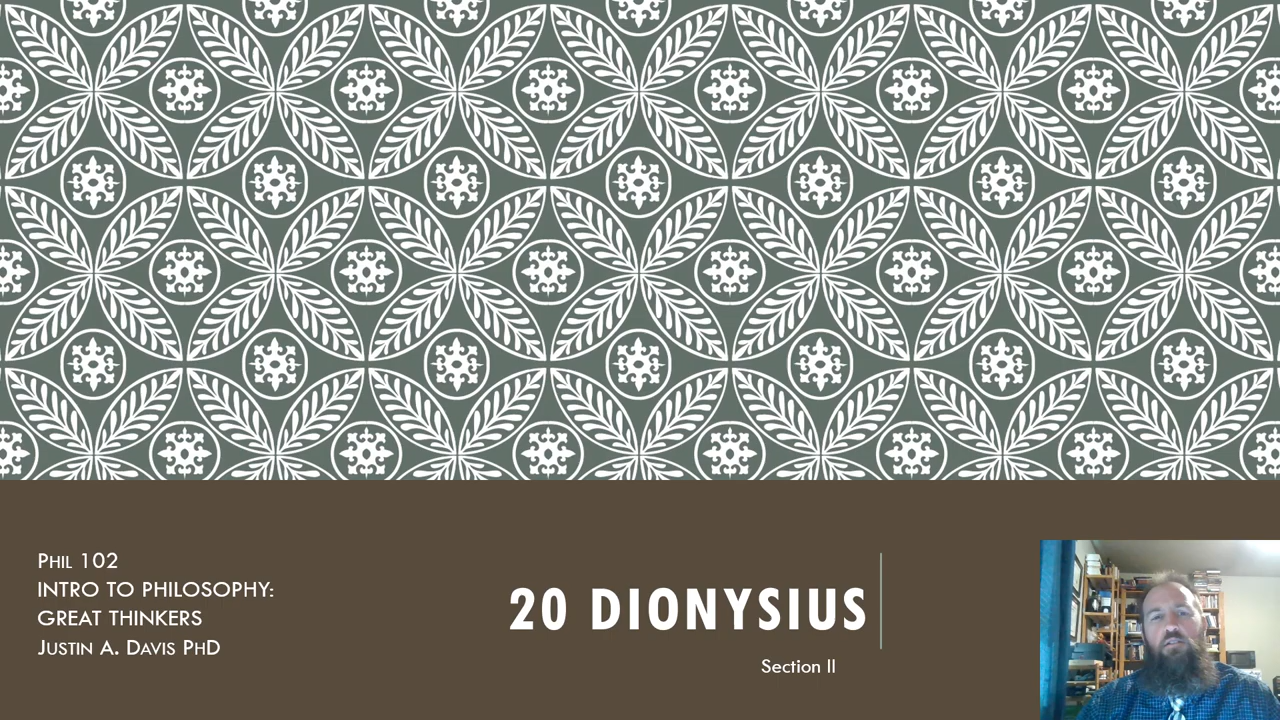 Phil 102
Intro to Philosophy:
Great Thinkers
Justin A. Davis PhD
20 DIONYSIUS
Section II